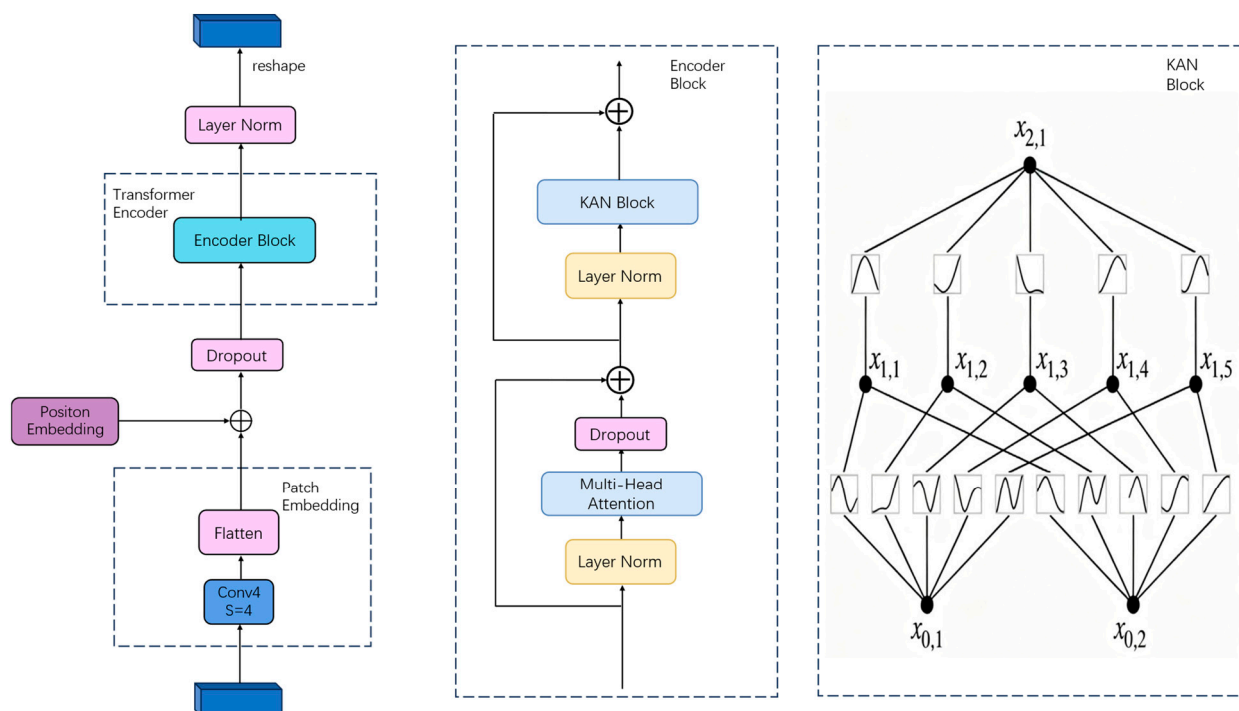 reshape
Layer Norm
Transformer
Encoder
Encoder Block
Dropout
Positon
Embedding
Patch
Embedding
Flatten
Conv4
S=4
Encoder
Block
KAN Block
Layer Norm
Dropout
Multi-Head
Attention
Layer Norm
KAN
Block
x2,1
x1,1 x1,2 x1,3 x1,4 x1,5
x0,1 x0,2